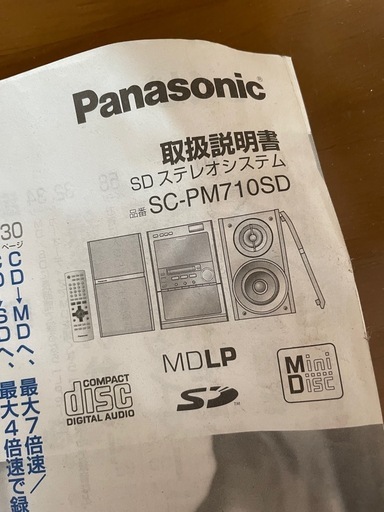 Panasonic
取扱説明書
SDステレオシステム
品番 SC-PM710SD
MDLP
COMPACT
disc
DIGITAL AUDIO
SD
Mini
Disc
30
ページ
CD→MDへ、最大7倍速/
CD→SDへ、最大4倍速で録